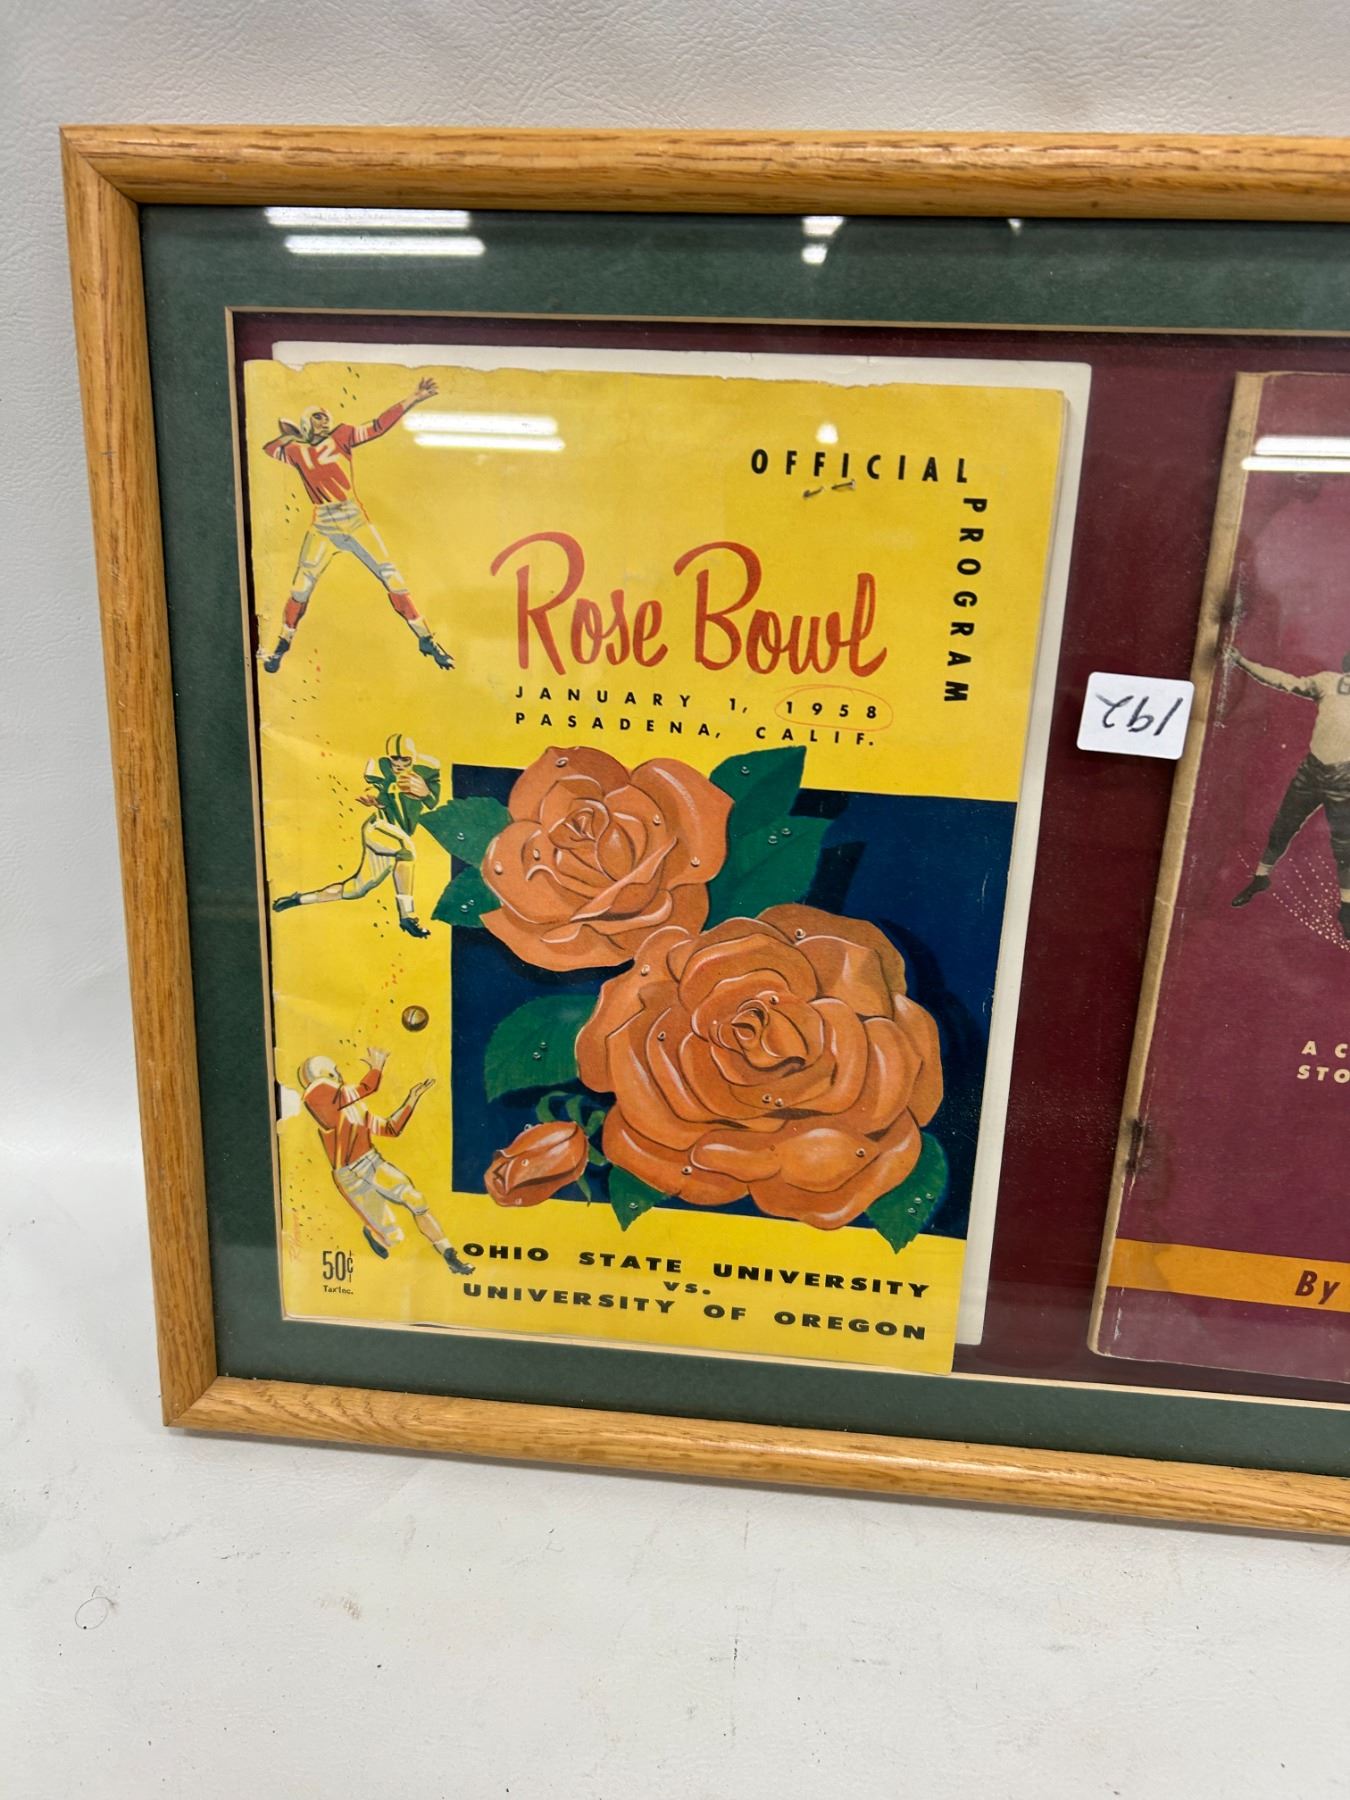 OFFICIAL
PROGRAM
Rose Bowl
JANUARY 1, 1958
PASADENA, CALIF.
12
192
A C
STO
By
50¢
Tax Inc.
OHIO STATE UNIVERSITY
VS.
UNIVERSITY OF OREGON